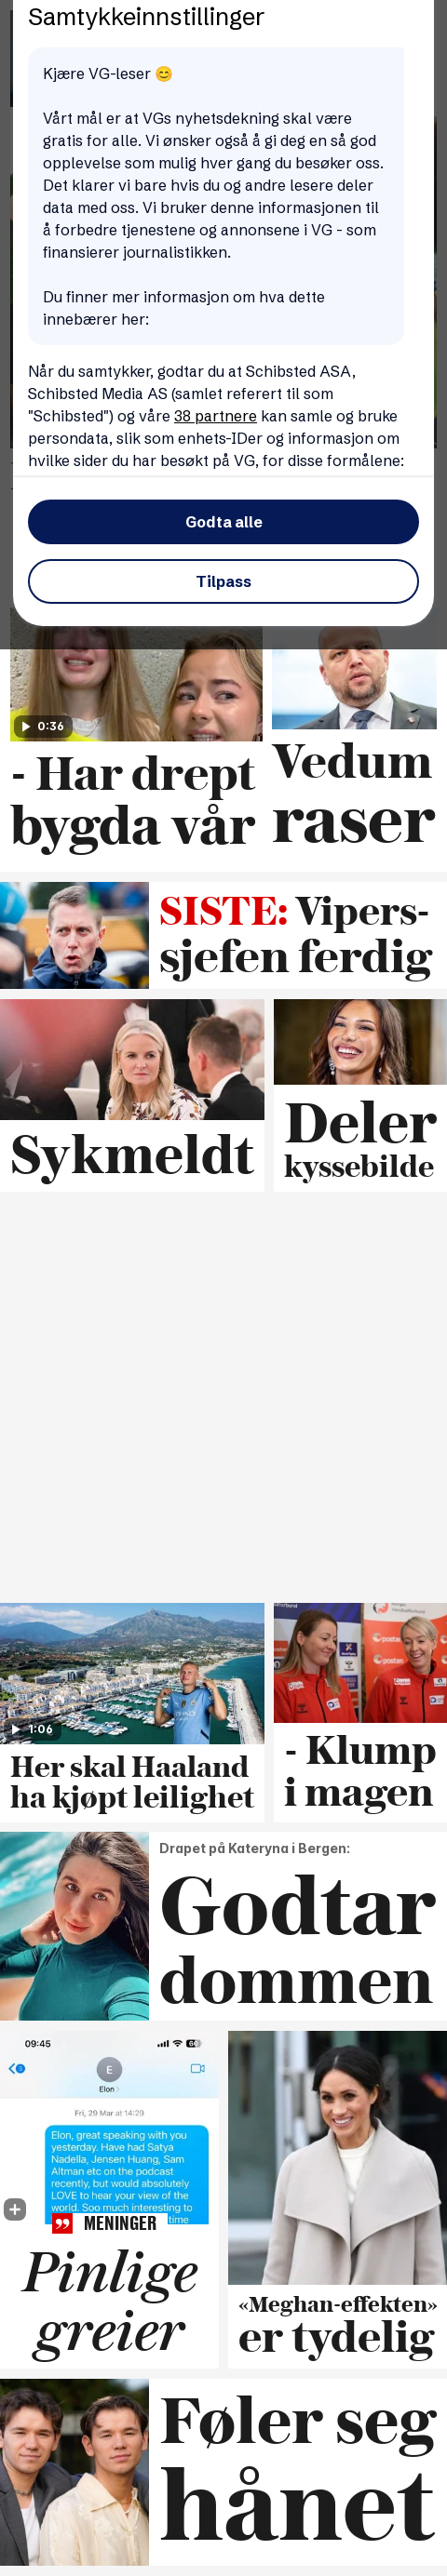 Samtykkeinnstillinger
Kjære VG-leser 😊
Vårt mål er at VGs nyhetsdekning skal være
gratis for alle. Vi ønsker også å gi deg en så god
opplevelse som mulig hver gang du besøker oss.
Det klarer vi bare hvis du og andre lesere deler
data med oss. Vi bruker denne informasjonen til
å forbedre tjenestene og annonsene i VG - som
finansierer journalistikken.
Du finner mer informasjon om hva dette
innebærer her:
Når du samtykker, godtar du at Schibsted ASA,
Schibsted Media AS (samlet referert til som
"Schibsted") og våre 38 partnere kan samle og bruke
persondata, slik som enhets-IDer og informasjon om
hvilke sider du har besøkt på VG, for disse formålene:
Godta alle
Tilpass
0:36
- Har drept
bygda vår
Vedum
raser
SISTE: Vipers-
sjefen ferdig
Sykmeldt
Deler
kyssebilde
1:06
Her skal Haaland
ha kjøpt leilighet
- Klump
i magen
Drapet på Kateryna i Bergen:
Godtar
dommen
09:45
E
Elon
Fri, 29 Mar at 14:29
Elon, great speaking with you
yesterday. Have had Satya
Nadella, Jensen Huang, Sam
Altman etc on the podcast
recently, but would absolutely
LOVE to hear your view of the
world. Soo much interesting to
time
MENINGER
Pinlige
greier
«Meghan-effekten»
er tydelig
Føler seg
hånet